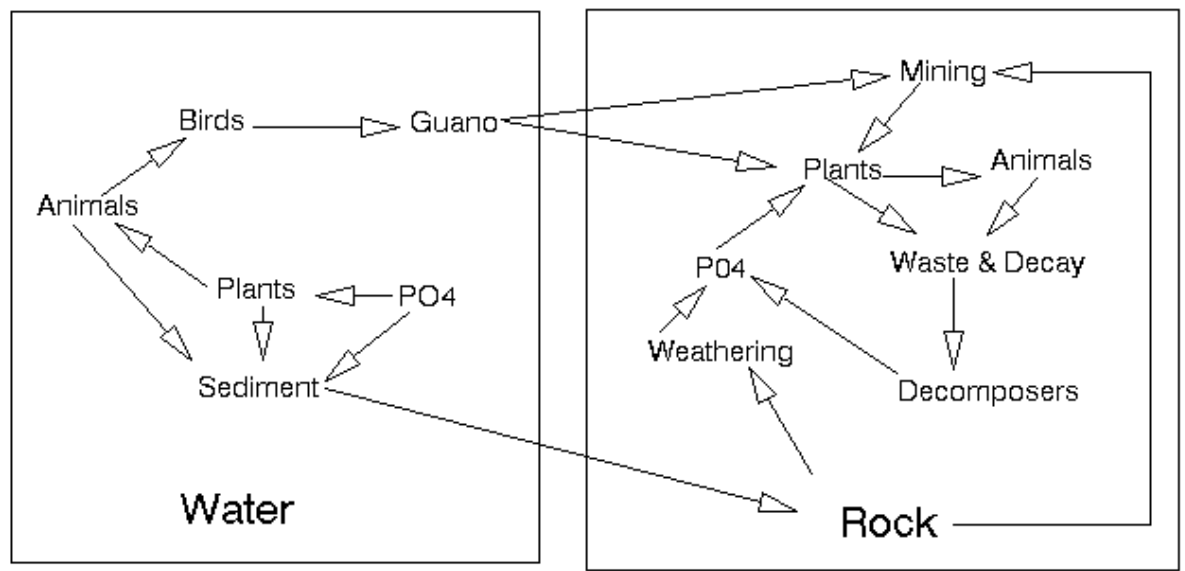 Birds
Guano
Animals
Plants
PO4
Sediment
Water
Mining
Plants
Animals
P04
Waste & Decay
Weathering
Decomposers
Rock